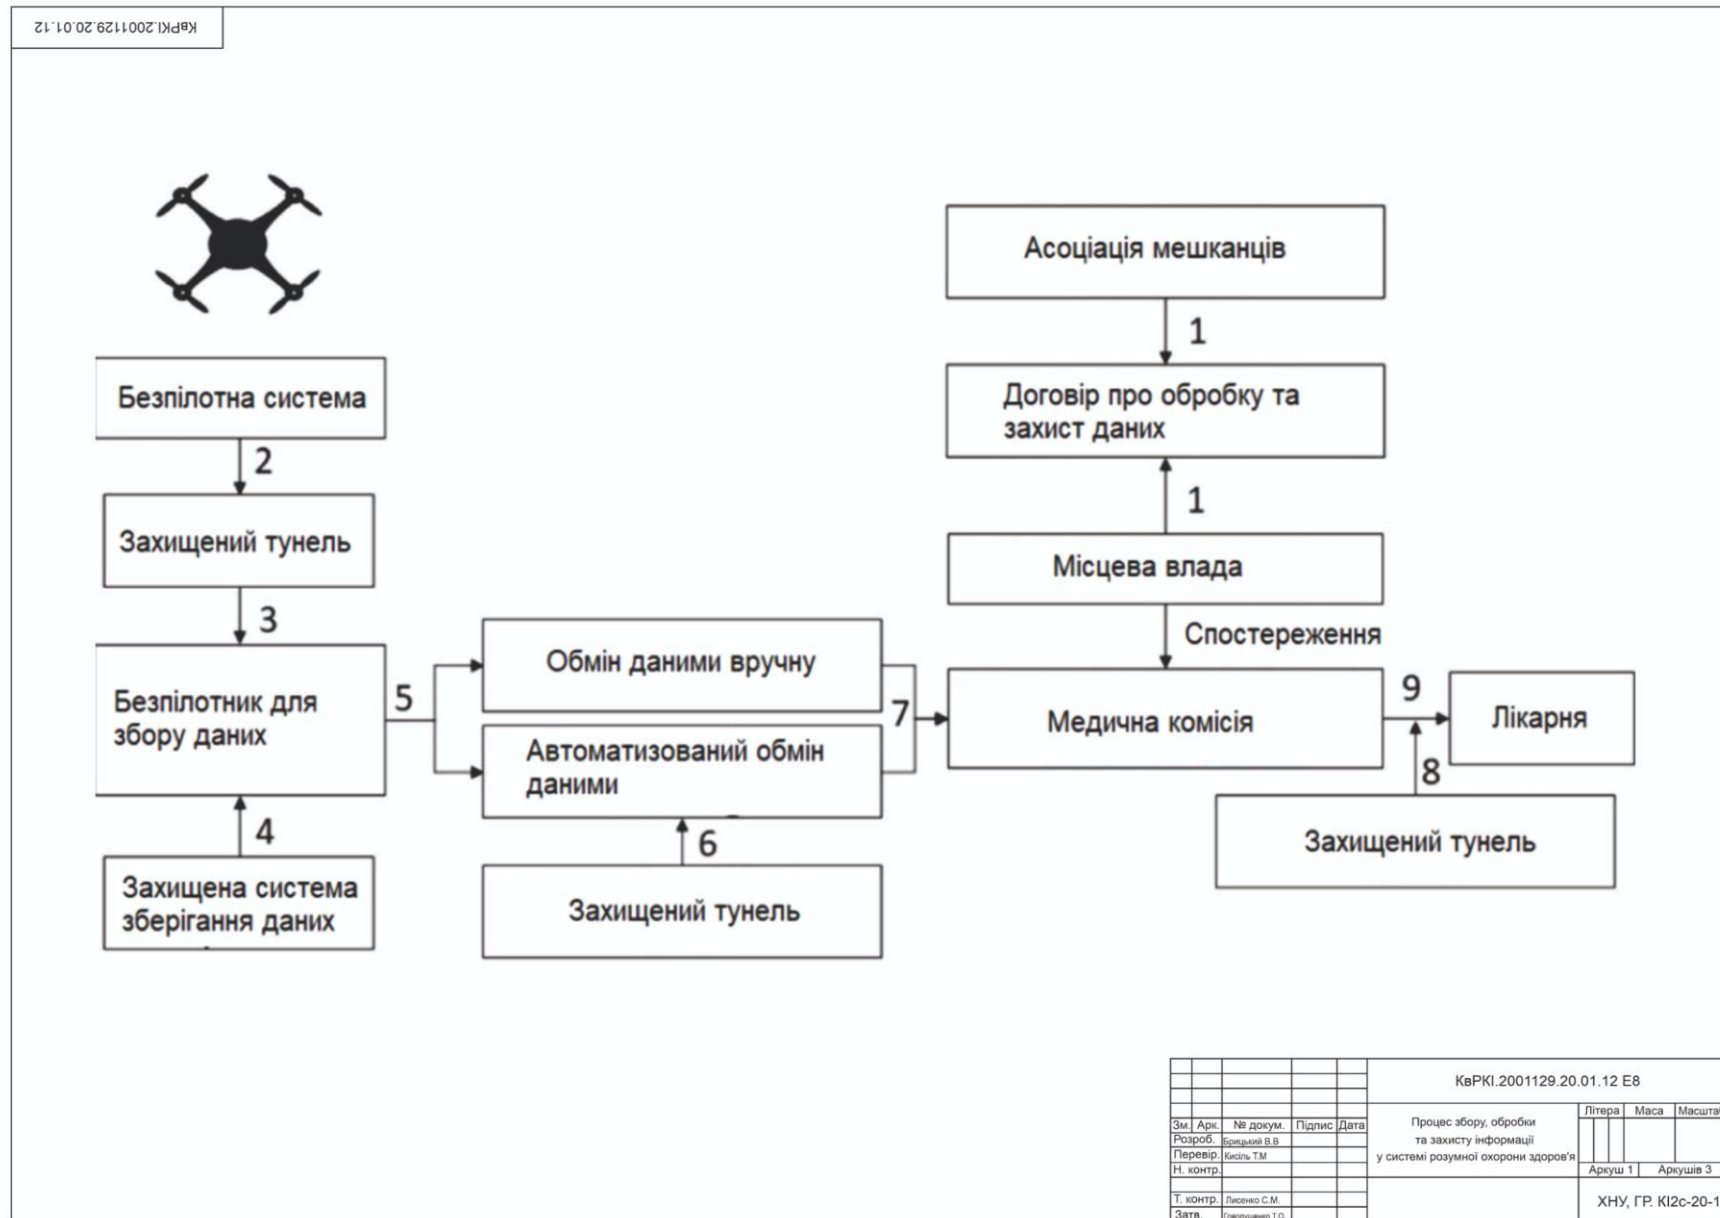 КвРКІ.2001129.20.01.12
Асоціація мешканців
1
Договір про обробку та
захист даних
1
Місцева влада
Спостереження
Безпілотна система
2
Захищений тунель
3
Безпілотник для
збору даних
4
Захищена система
зберігання даних
5
Обмін даними вручну
Автоматизований обмін
даними
6
Захищений тунель
7
Медична комісія
9
Лікарня
8
Захищений тунель
КвРКІ.2001129.20.01.12 Е8
Процес збору, обробки
та захисту інформації
у системі розумної охорони здоров'я
Літера Маса Масштаб
Аркуш 1 Аркушів 3
ХНУ, ГР. КІ2с-20-1
Зм. Арк. № докум. Підпис Дата
Розроб. Брицький В.В
Перевір. Кисіль Т.М
Н. контр.
Т. контр. Лисенко С.М.
Затв. Говорущенко Т.О.